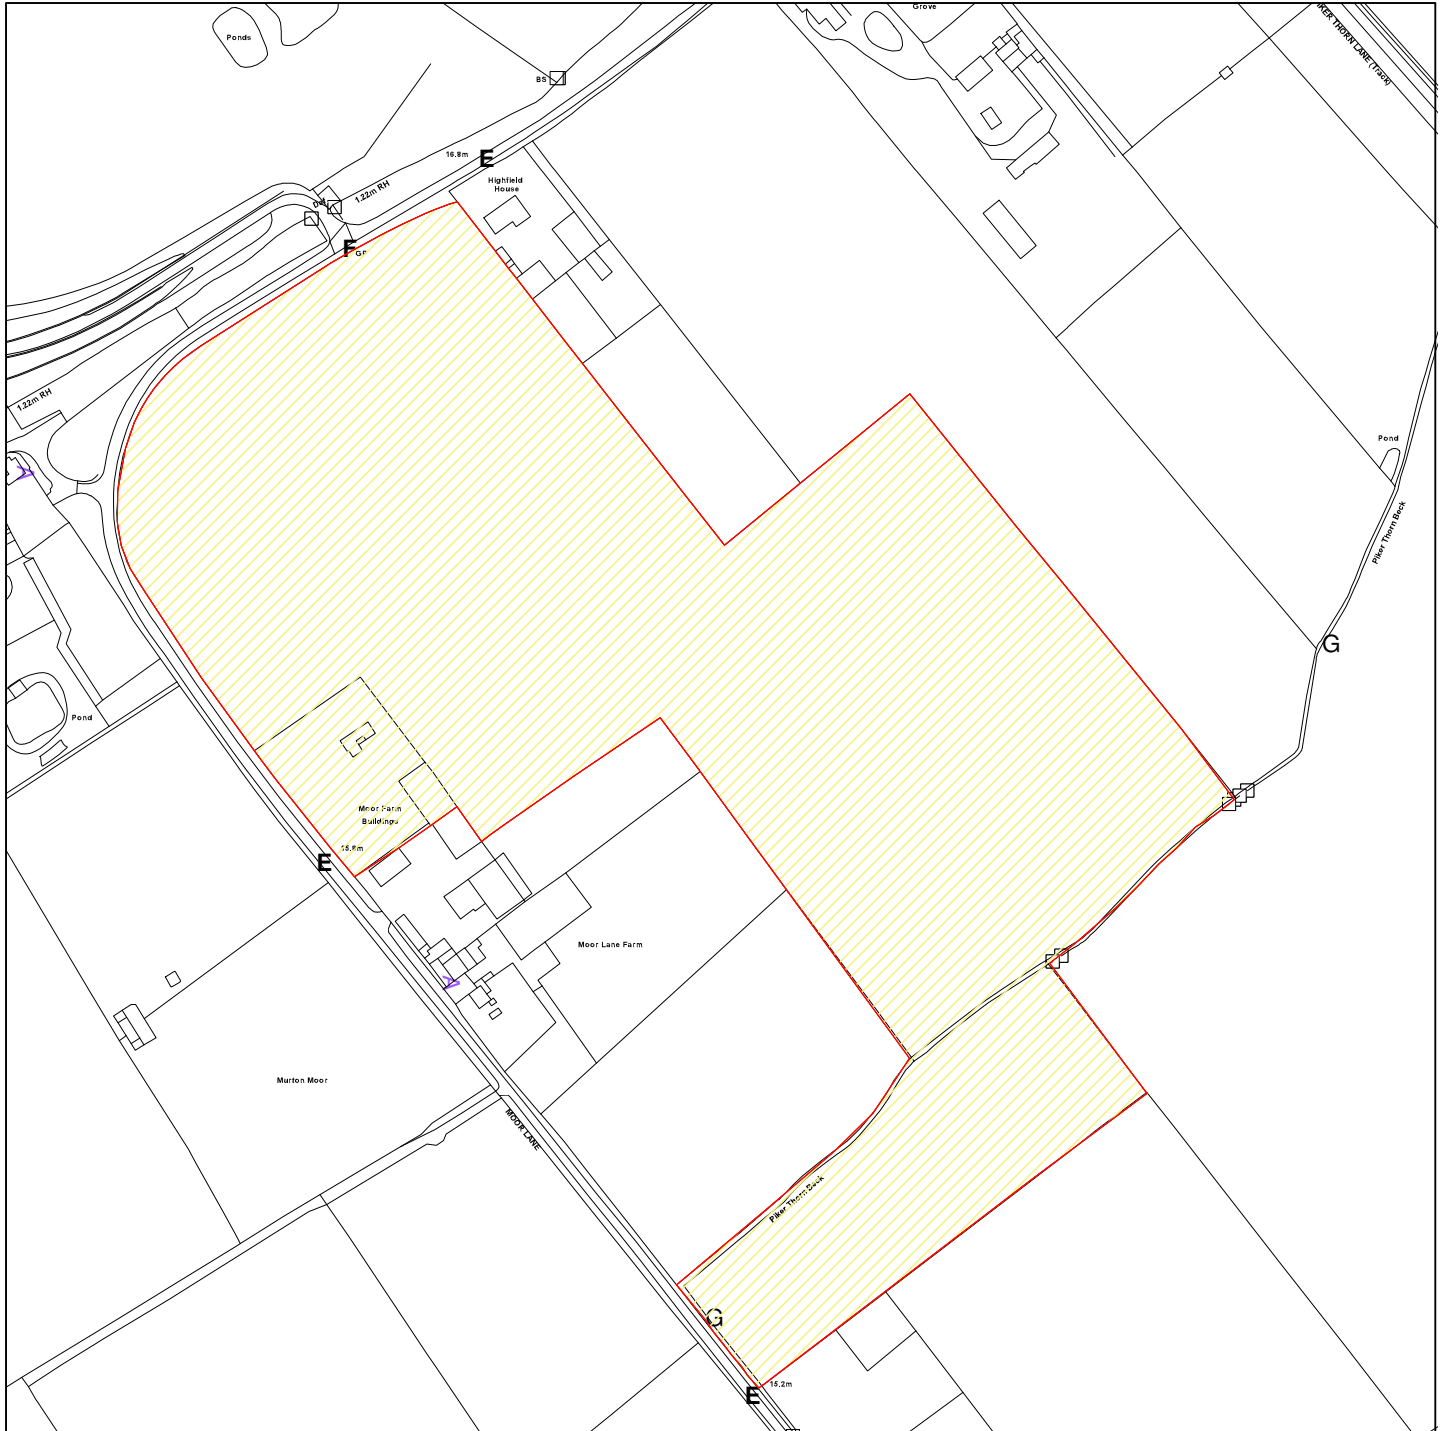 Grove
Ponds
PIKER THORN LANE (Track)
BS
16.8m
E
Highfield
House
1.22m RH
Def
F
GP
1.22m RH
A
Pond
Piker Thorn Beck
G
Pond
Moor Farm
Buildings
15.8m
E
Moor Lane Farm
A
Murton Moor
MOOR LANE
Piker Thorn Beck
G
E
15.2m